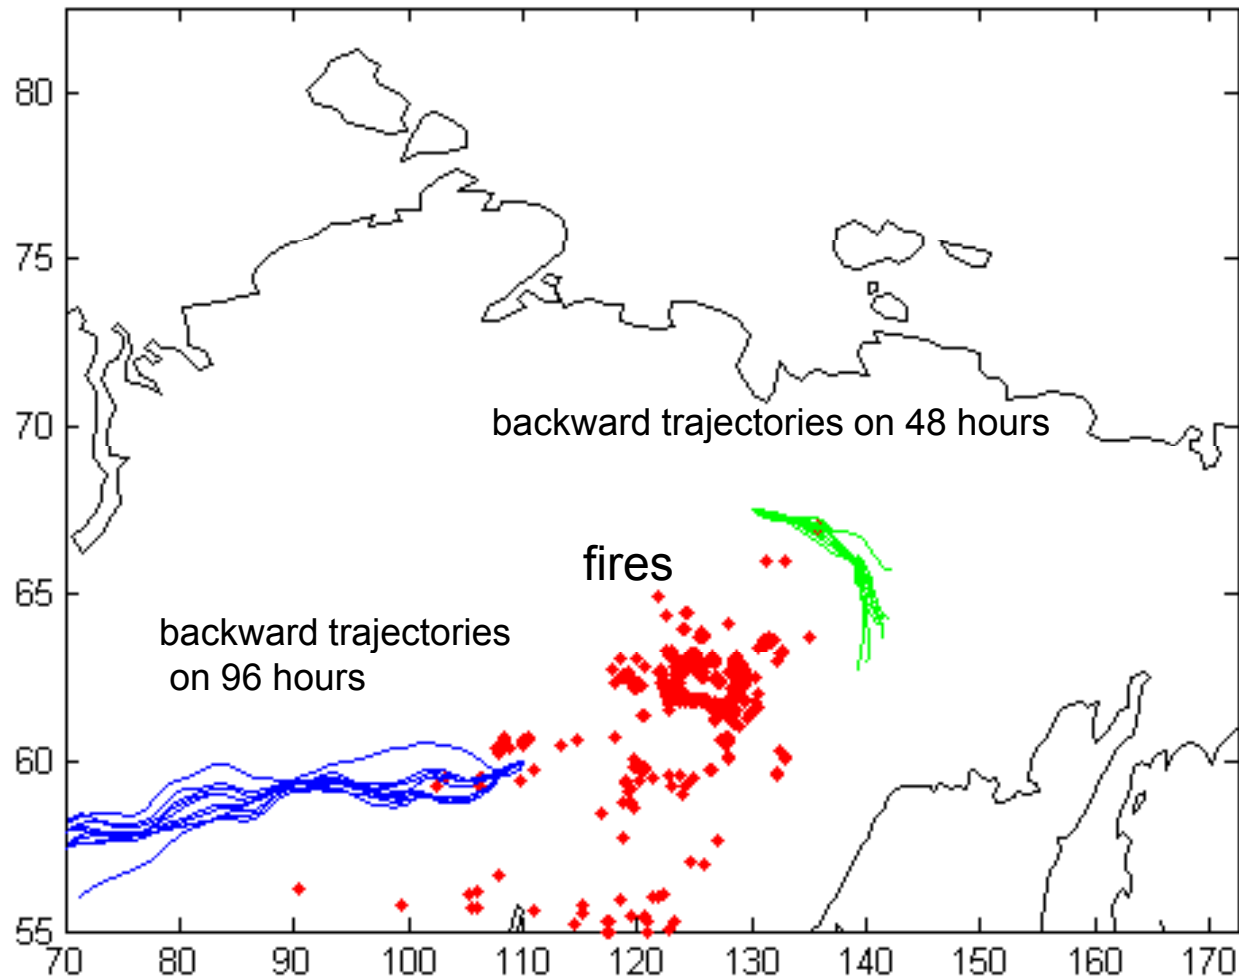 80
75
70
65
60
55
backward trajectories on 48 hours
fires
backward trajectories
on 96 hours
70 80 90 100 110 120 130 140 150 160 170